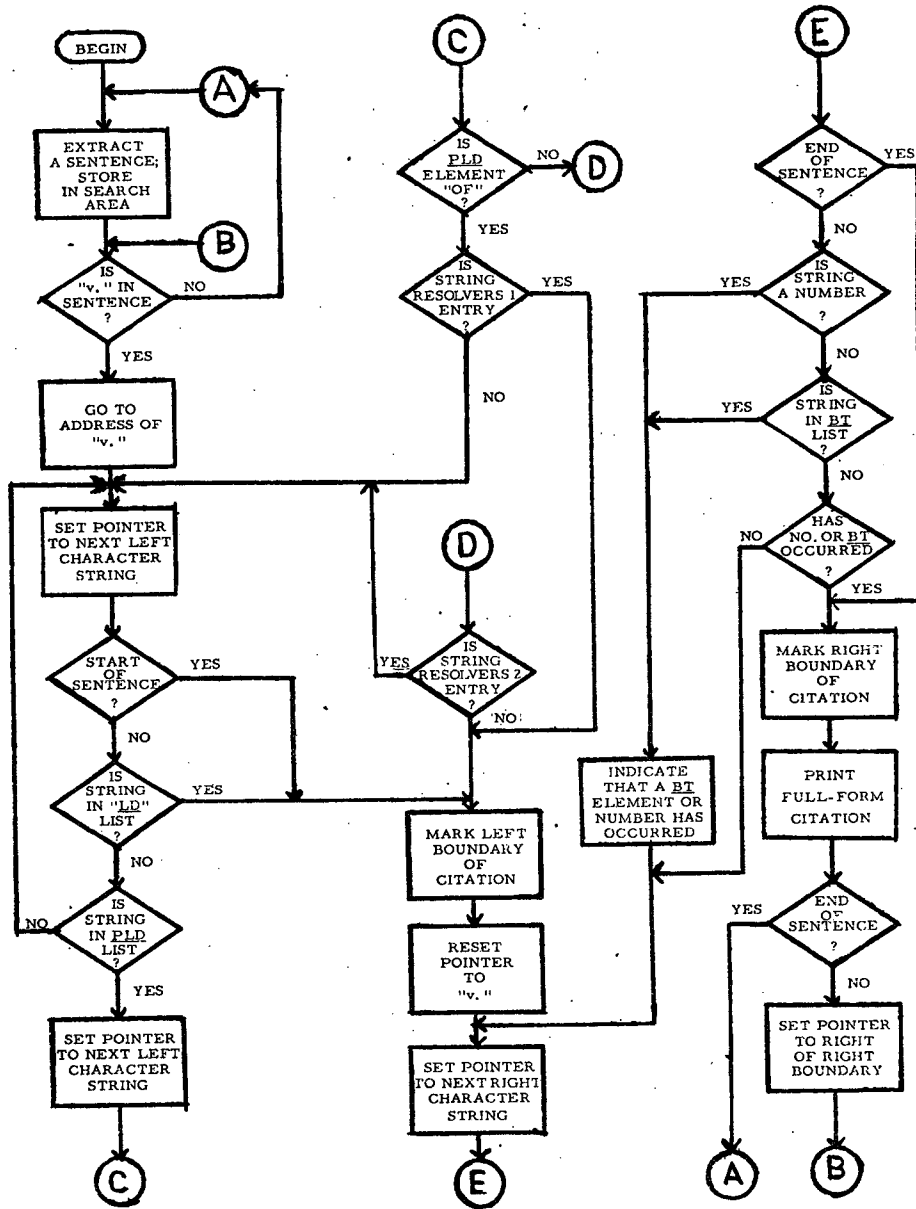 BEGIN
A
EXTRACT
A SENTENCE;
STORE
IN SEARCH
AREA
B
IS
"v." IN
SENTENCE
?
NO
YES
GO TO
ADDRESS OF
"v."
SET POINTER
TO NEXT LEFT
CHARACTER
STRING
START
OF
SENTENCE
?
YES
NO
IS
STRING
IN "LD"
LIST
?
YES
NO
IS
STRING
IN PLD
LIST
?
NO
YES
SET POINTER
TO NEXT LEFT
CHARACTER
STRING
C
C
IS
PLD
ELEMENT
"OF"
?
NO
D
YES
IS
STRING
RESOLVERS 1
ENTRY
?
YES
NO
D
IS
STRING
RESOLVERS 2
ENTRY
?
YES
NO
MARK LEFT
BOUNDARY
OF
CITATION
RESET
POINTER
TO
"v."
SET POINTER
TO NEXT RIGHT
CHARACTER
STRING
E
E
END
OF
SENTENCE
?
YES
NO
IS
STRING
A NUMBER
?
YES
NO
IS
STRING
IN BT
LIST
?
YES
NO
HAS
NO. OR BT
OCCURRED
?
NO
YES
INDICATE
THAT A BT
ELEMENT OR
NUMBER HAS
OCCURRED
MARK RIGHT
BOUNDARY
OF
CITATION
PRINT
FULL-FORM
CITATION
END
OF
SENTENCE
?
YES
NO
SET POINTER
TO RIGHT
OF RIGHT
BOUNDARY
A
B